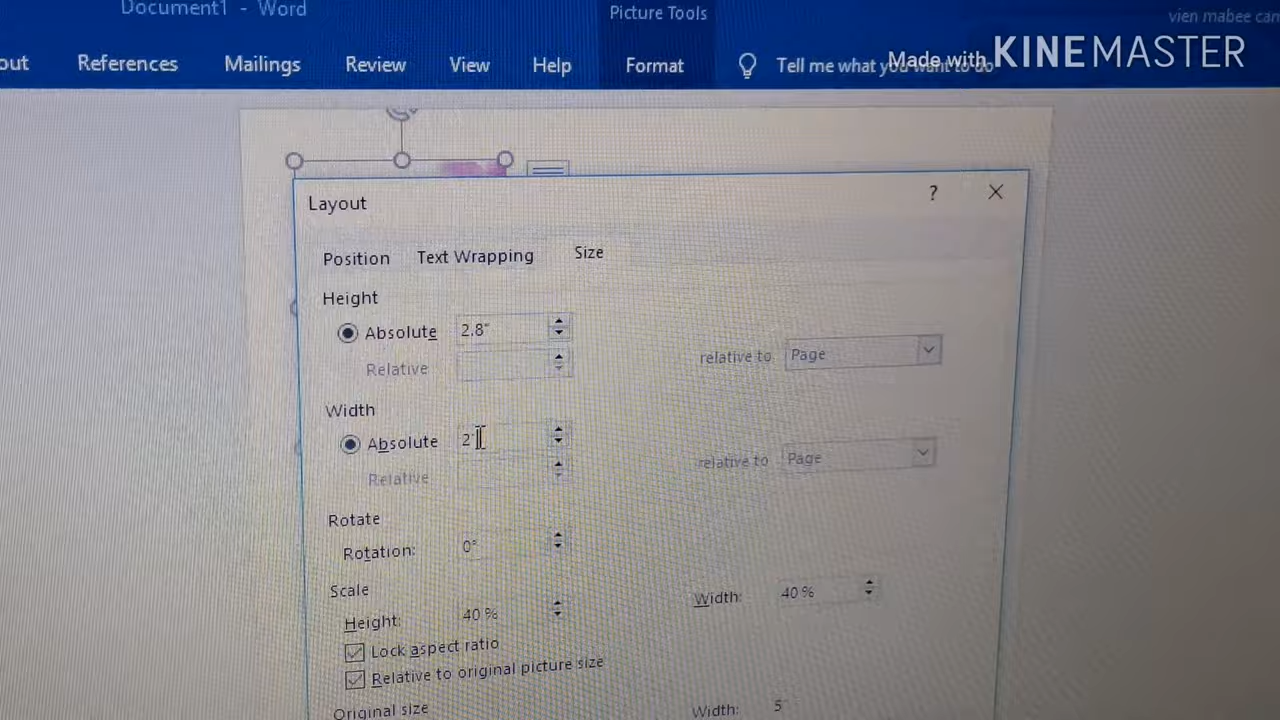 Document1 - Word
Picture Tools
vien mabee cari
out References Mailings Review View Help Format Tell me what you want to do
Made with KINEMASTER
Layout ?
Position Text Wrapping Size
Height
Absolute 2.8"
Relative relative to Page
Width
Absolute 2"
Relative relative to Page
Rotate
Rotation: 0°
Scale
Height: 40 % Width: 40 %
Lock aspect ratio
Relative to original picture size
Original size
Width: 5"